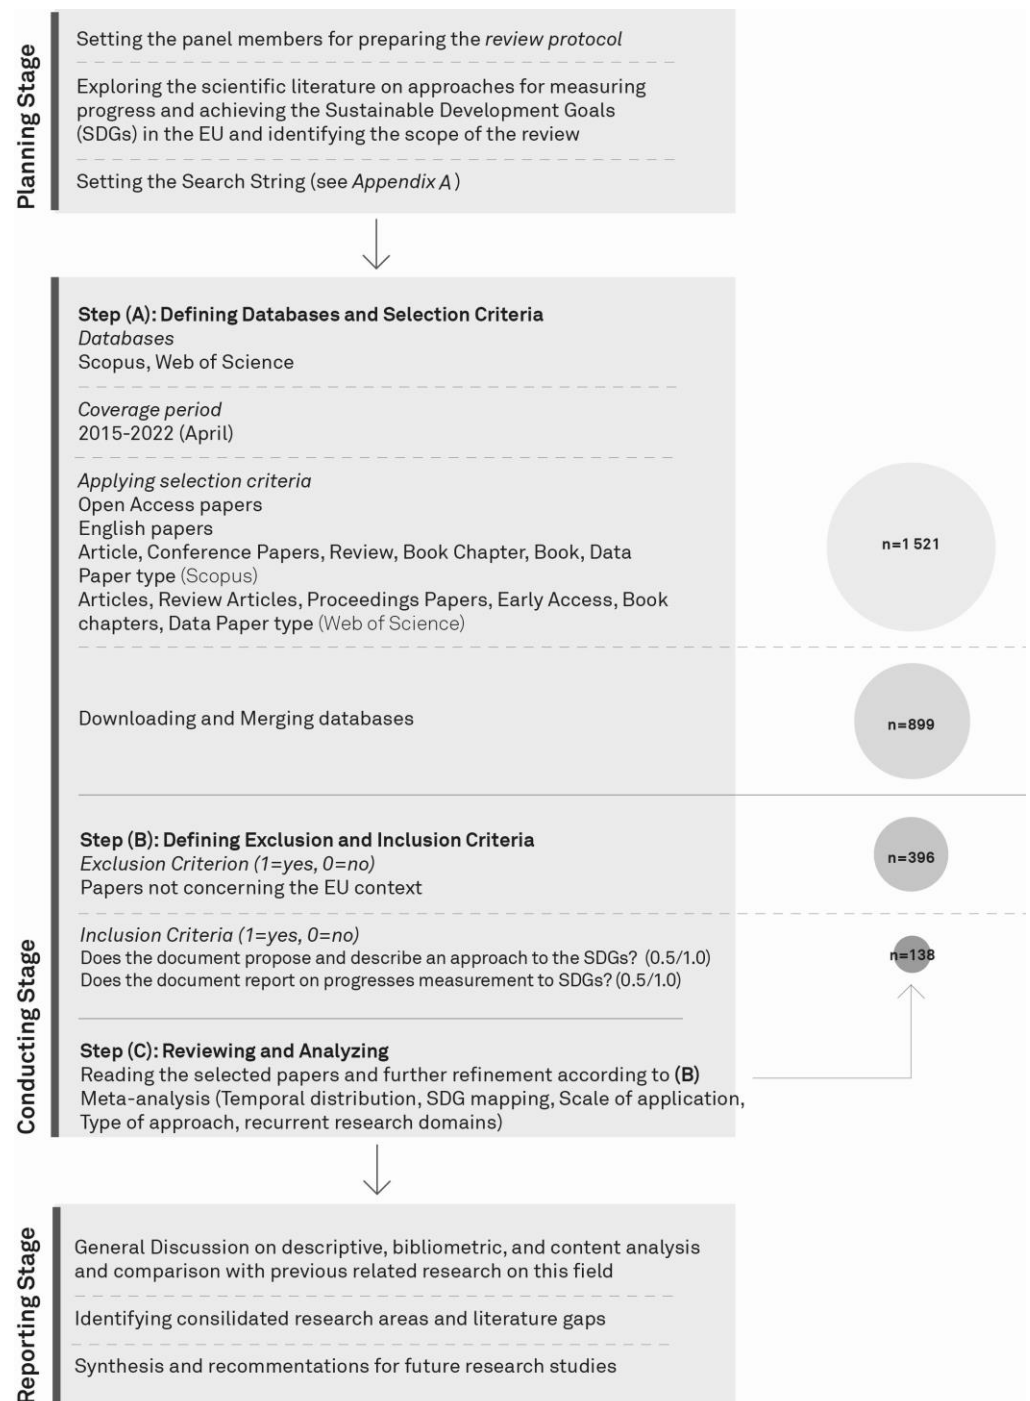 Planning Stage
Setting the panel members for preparing the review protocol
Exploring the scientific literature on approaches for measuring
progress and achieving the Sustainable Development Goals
(SDGs) in the EU and identifying the scope of the review
Setting the Search String (see Appendix A)
Conducting Stage
Step (A): Defining Databases and Selection Criteria
Databases
Scopus, Web of Science
Coverage period
2015-2022 (April)
Applying selection criteria
Open Access papers
English papers
Article, Conference Papers, Review, Book Chapter, Book, Data
Paper type (Scopus)
Articles, Review Articles, Proceedings Papers, Early Access, Book
chapters, Data Paper type (Web of Science)
n=1 521
Downloading and Merging databases
n=899
Step (B): Defining Exclusion and Inclusion Criteria
Exclusion Criterion (1=yes, 0=no)
Papers not concerning the EU context
n=396
Inclusion Criteria (1=yes, 0=no)
Does the document propose and describe an approach to the SDGs? (0.5/1.0)
Does the document report on progresses measurement to SDGs? (0.5/1.0)
n=138
Step (C): Reviewing and Analyzing
Reading the selected papers and further refinement according to (B)
Meta-analysis (Temporal distribution, SDG mapping, Scale of application,
Type of approach, recurrent research domains)
Reporting Stage
General Discussion on descriptive, bibliometric, and content analysis
and comparison with previous related research on this field
Identifying consilidated research areas and literature gaps
Synthesis and recommentations for future research studies